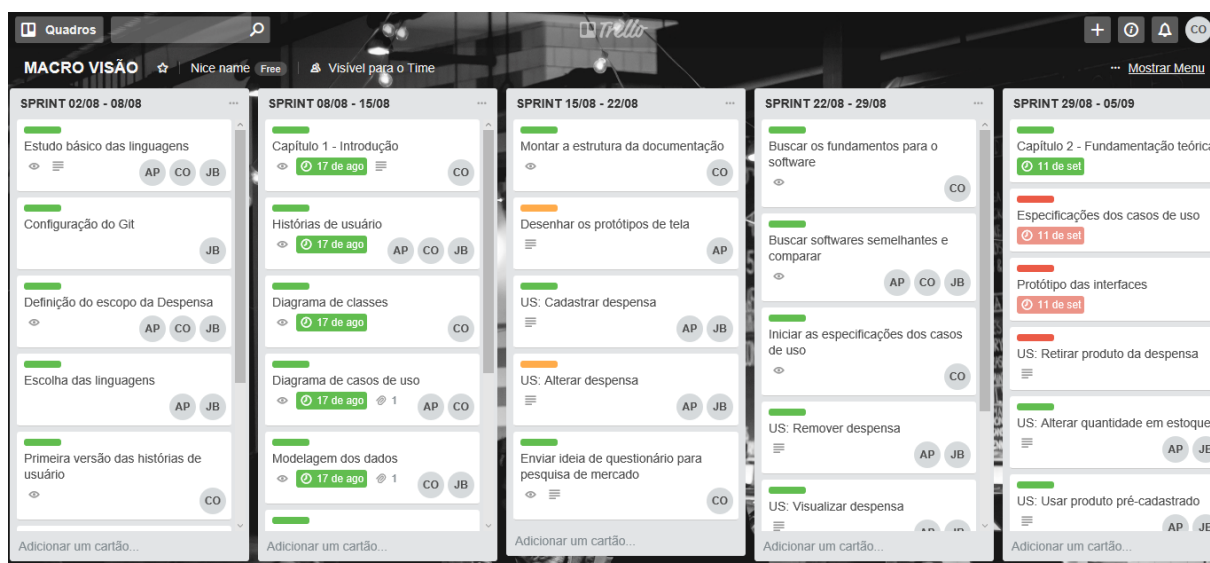 Quadros
Trello
CO
MACRO VISÃO
Nice name
Free
Visível para o Time
Mostrar Menu
SPRINT 02/08 - 08/08
Estudo básico das linguagens
AP CO JB
Configuração do Git
JB
Definição do escopo da Despensa
AP CO JB
Escolha das linguagens
AP JB
Primeira versão das histórias de
usuário
CO
Adicionar um cartão...
SPRINT 08/08 - 15/08
Capítulo 1 - Introdução
17 de ago
CO
Histórias de usuário
17 de ago
AP CO JB
Diagrama de classes
17 de ago
CO
Diagrama de casos de uso
17 de ago 1
AP CO
Modelagem dos dados
17 de ago 1
CO JB
Adicionar um cartão...
SPRINT 15/08 - 22/08
Montar a estrutura da documentação
CO
Desenhar os protótipos de tela
AP
US: Cadastrar despensa
AP JB
US: Alterar despensa
AP JB
Enviar ideia de questionário para
pesquisa de mercado
CO
Adicionar um cartão...
SPRINT 22/08 - 29/08
Buscar os fundamentos para o
software
CO
Buscar softwares semelhantes e
comparar
AP CO JB
Iniciar as especificações dos casos
de uso
CO
US: Remover despensa
AP JB
US: Visualizar despensa
AP JB
Adicionar um cartão...
SPRINT 29/08 - 05/09
Capítulo 2 - Fundamentação teórica
11 de set
Especificações dos casos de uso
11 de set
Protótipo das interfaces
11 de set
US: Retirar produto da despensa
US: Alterar quantidade em estoque
AP JB
US: Usar produto pré-cadastrado
AP JB
Adicionar um cartão...